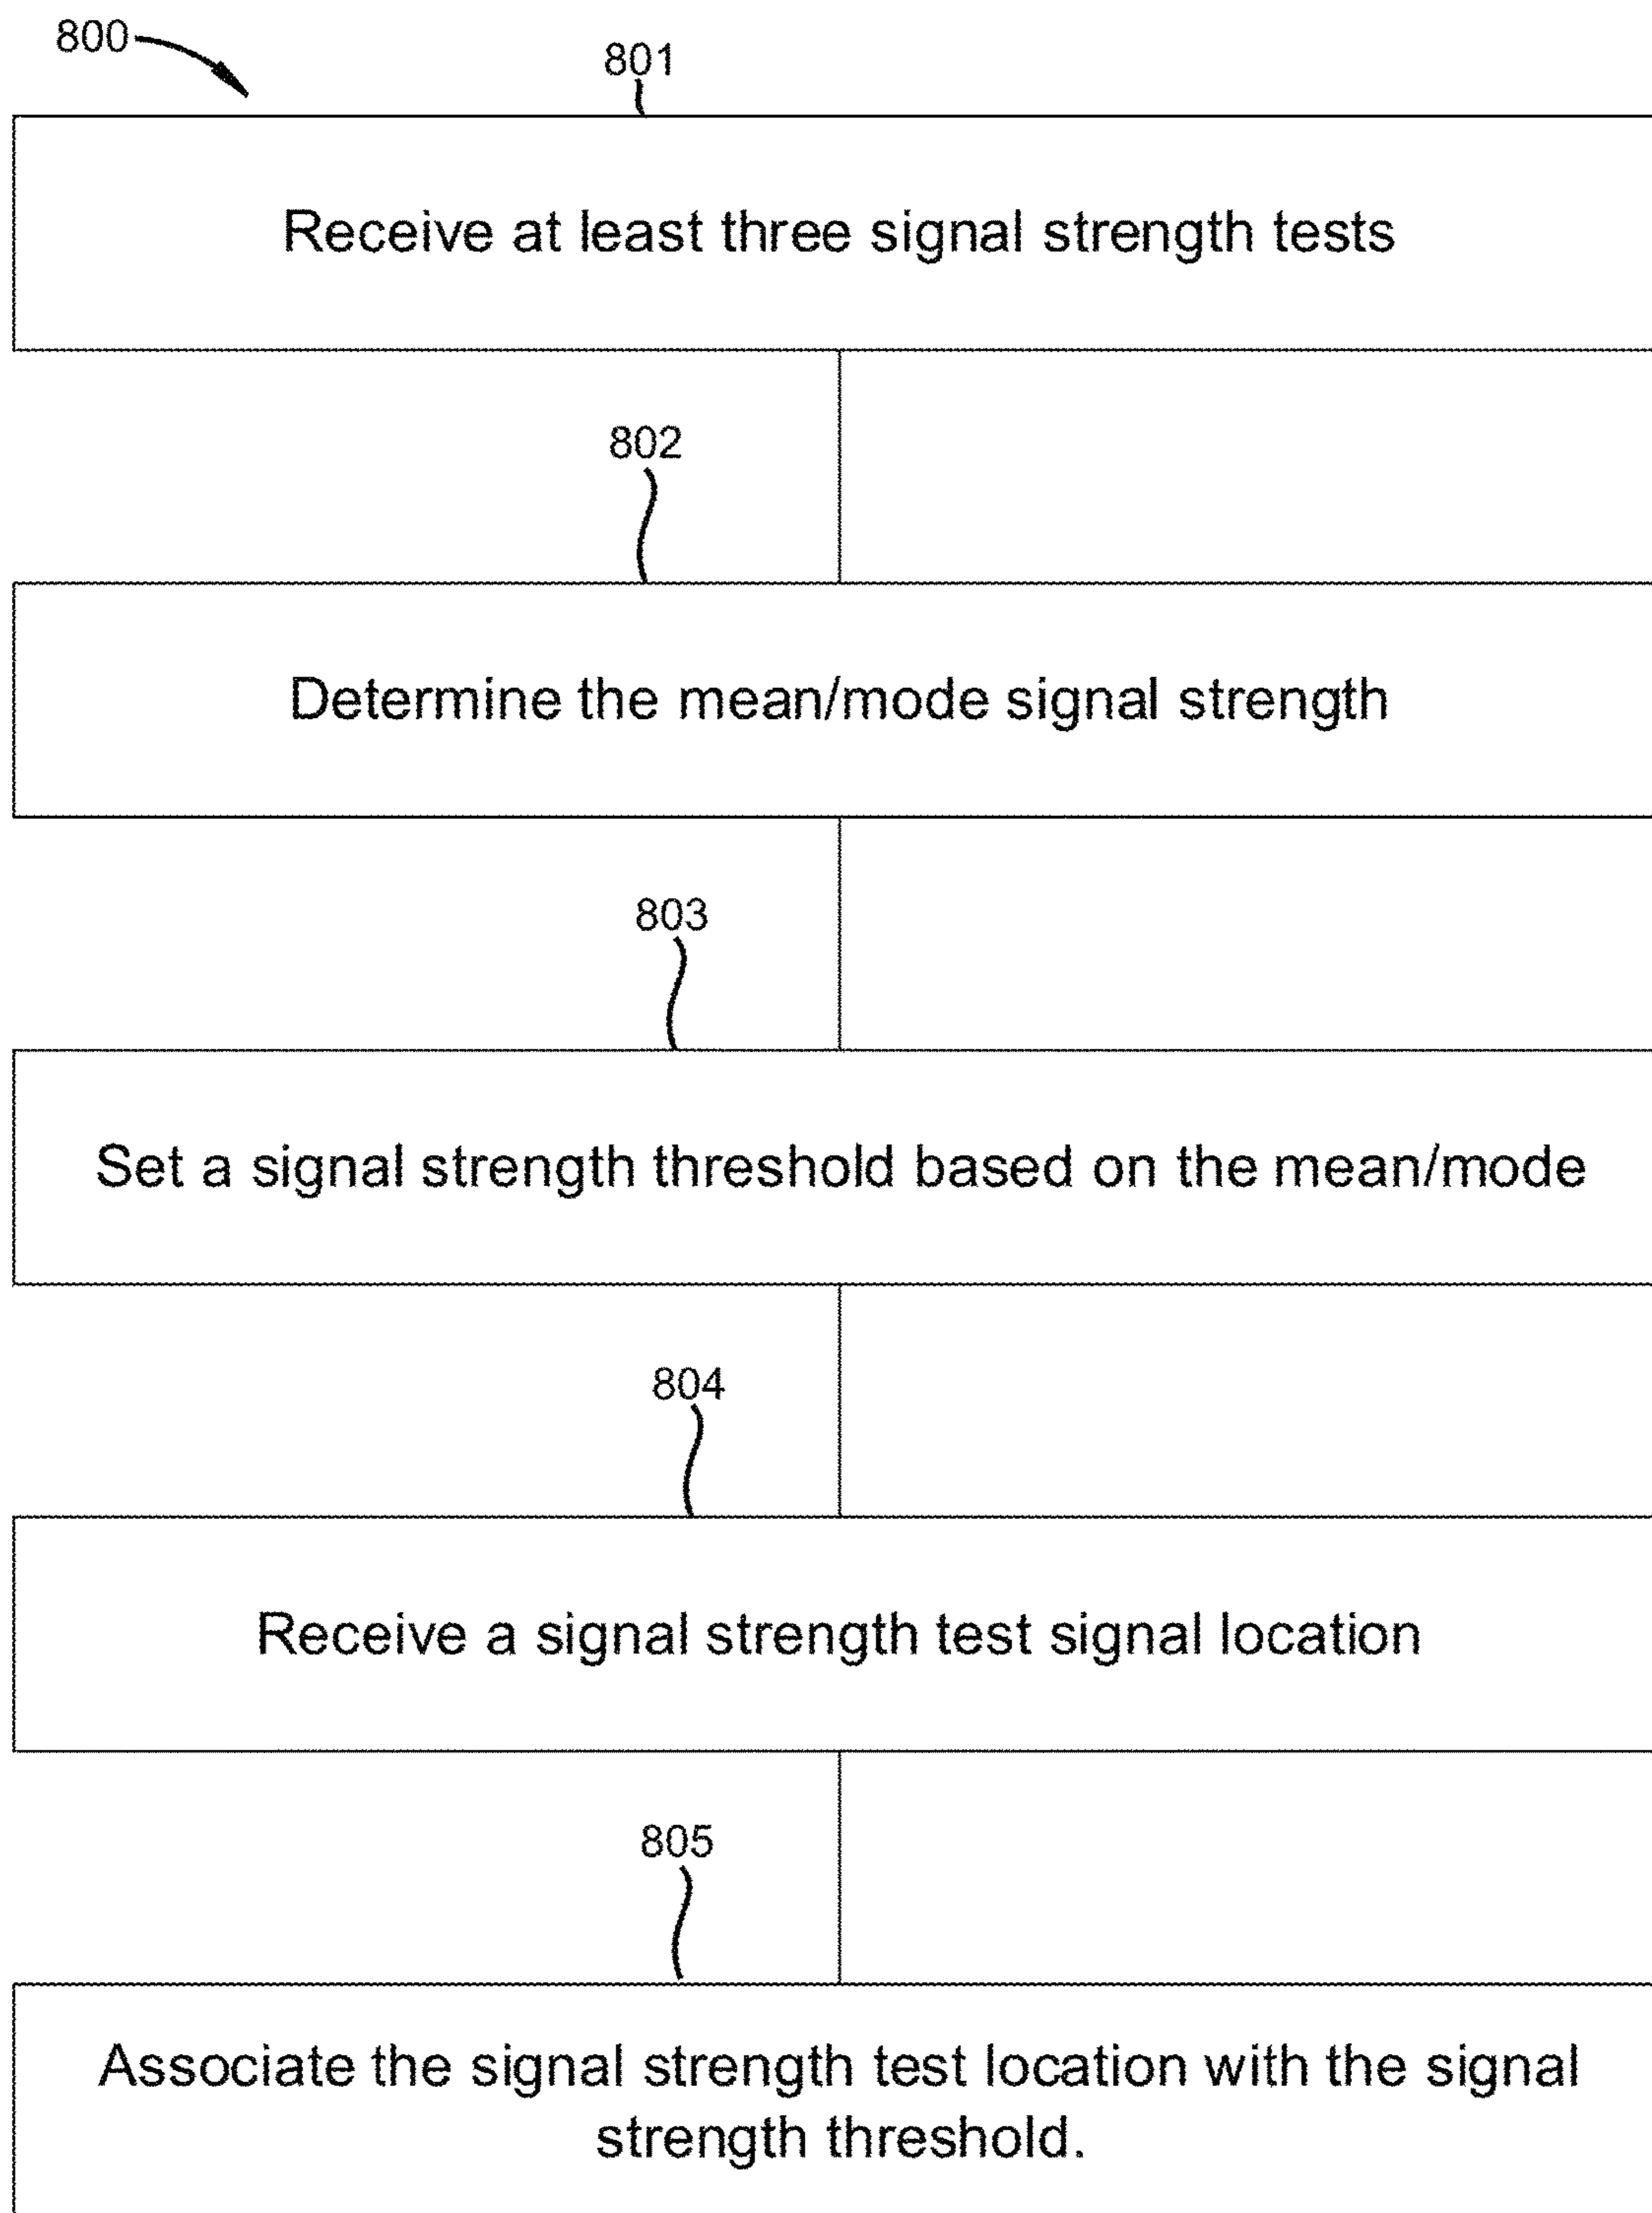 800
801
Receive at least three signal strength tests
802
Determine the mean/mode signal strength
803
Set a signal strength threshold based on the mean/mode
804
Receive a signal strength test signal location
805
Associate the signal strength test location with the signal
strength threshold.